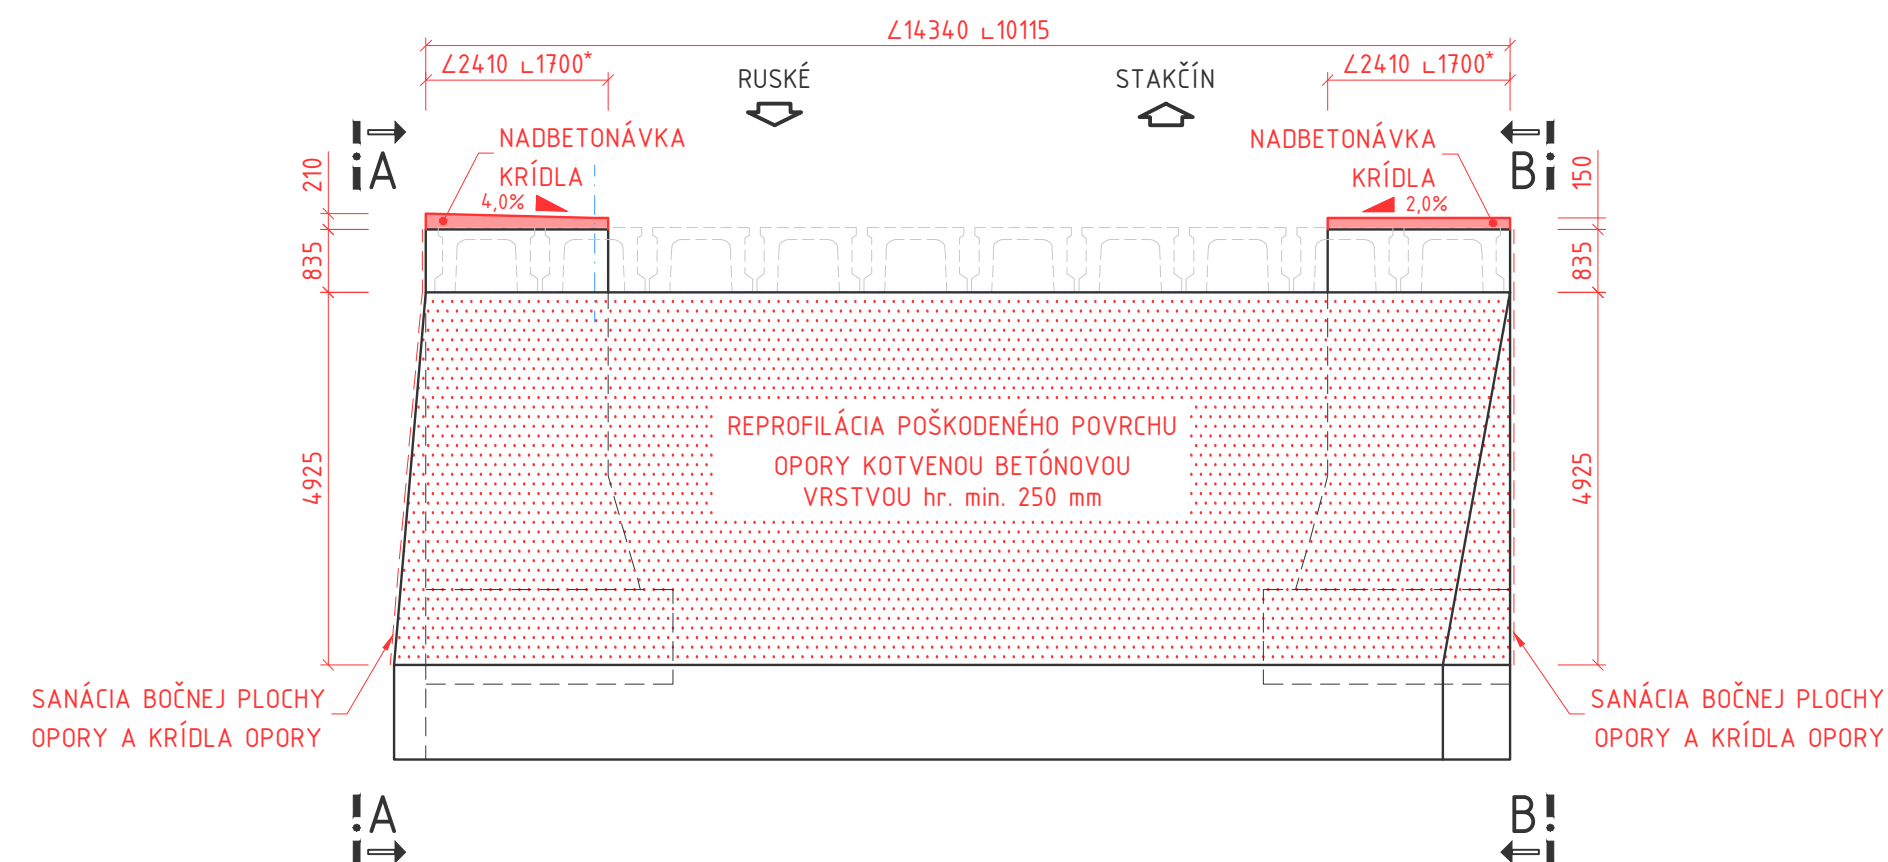 ∠14340 ∟10115
∠2410 ∟1700*
RUSKÉ
STAKČÍN
∠2410 ∟1700*
A
NADBETONÁVKA
KRÍDLA
4,0%
NADBETONÁVKA
KRÍDLA
2,0%
B
210
835
4925
150
835
4925
REPROFILÁCIA POŠKODENÉHO POVRCHU
OPORY KOTVENOU BETÓNOVOU
VRSTVOU hr. min. 250 mm
SANÁCIA BOČNEJ PLOCHY
OPORY A KRÍDLA OPORY
SANÁCIA BOČNEJ PLOCHY
OPORY A KRÍDLA OPORY
A
B